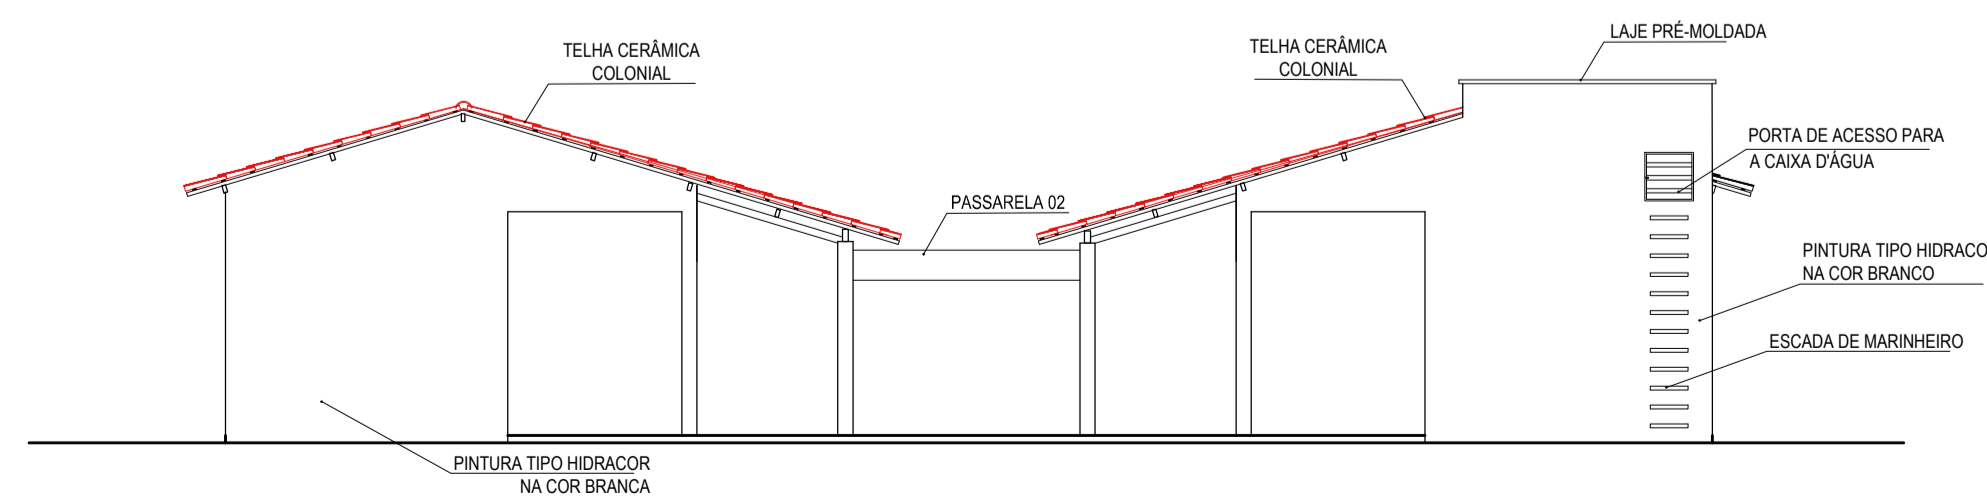 TELHA CERÂMICA
COLONIAL
TELHA CERÂMICA
COLONIAL
LAJE PRÉ-MOLDADA
PORTA DE ACESSO PARA
A CAIXA D'ÁGUA
PASSARELA 02
PINTURA TIPO HIDRACO
NA COR BRANCO
ESCADA DE MARINHEIRO
PINTURA TIPO HIDRACOR
NA COR BRANCA